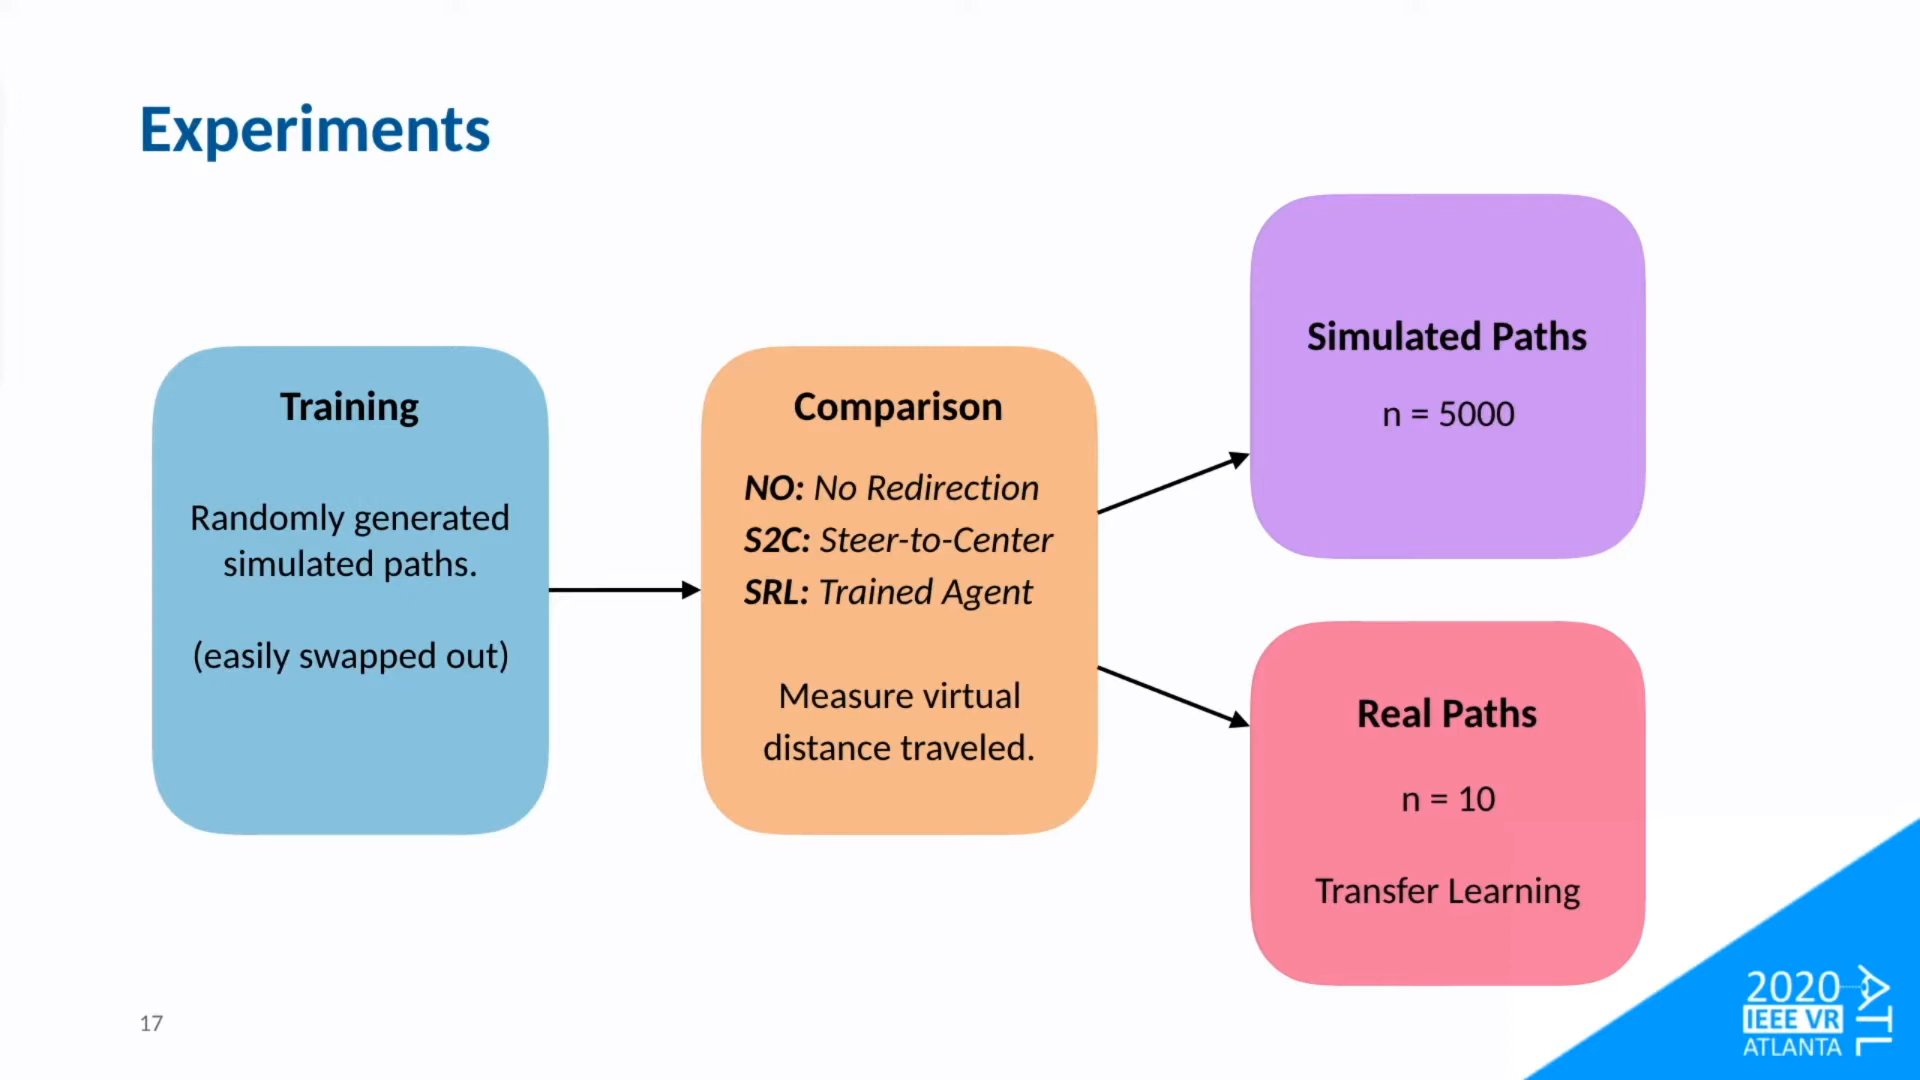 Experiments
Training
Randomly generated
simulated paths.
(easily swapped out)
Comparison
NO: No Redirection
S2C: Steer-to-Center
SRL: Trained Agent
Measure virtual
distance traveled.
Simulated Paths
n = 5000
Real Paths
n = 10
Transfer Learning
17
2020
IEEE VR
ATLANTA
ATL